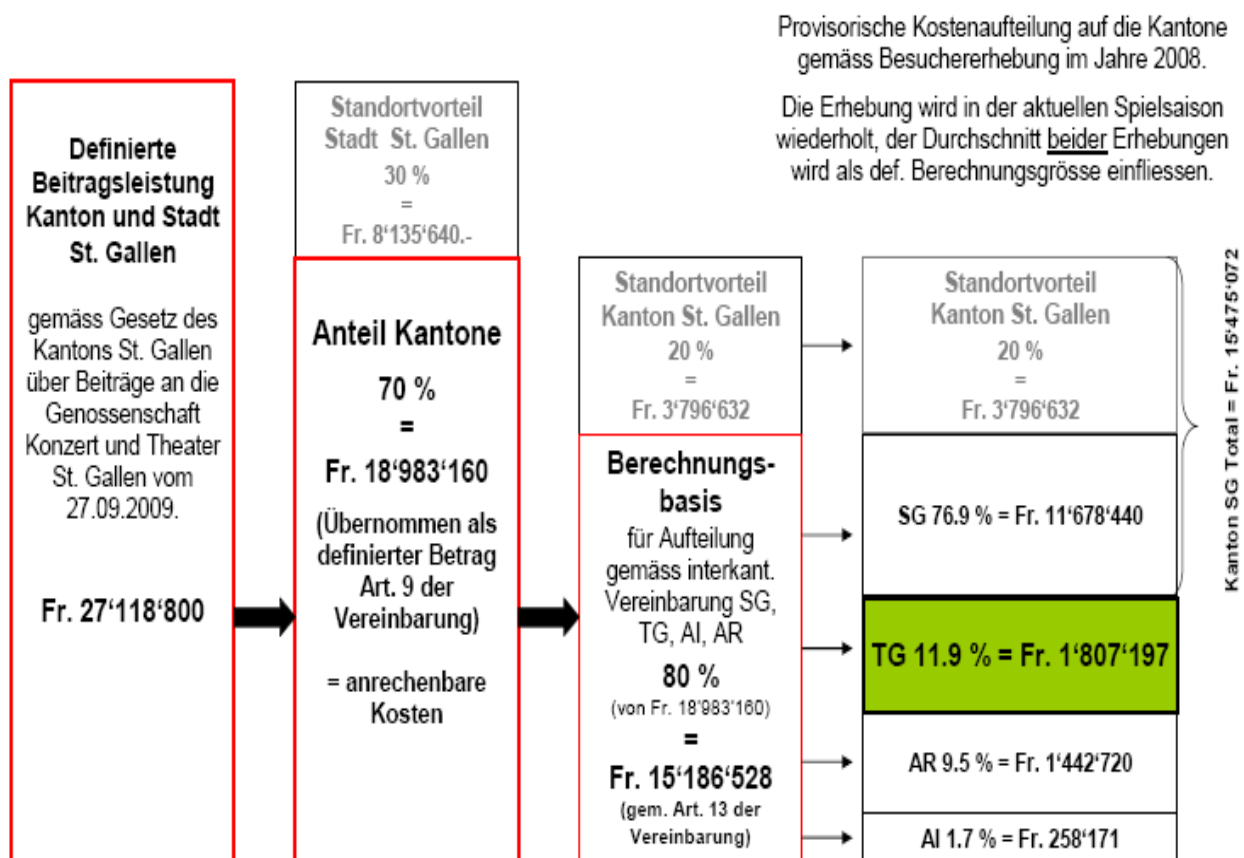 Provisorische Kostenaufteilung auf die Kantone
gemäss Besuchererhebung im Jahre 2008.
Die Erhebung wird in der aktuellen Spielsaison
wiederholt, der Durchschnitt beider Erhebungen
wird als def. Berechnungsgrösse einfliessen.
Definierte
Beitragsleistung
Kanton und Stadt
St. Gallen
gemäss Gesetz des
Kantons St. Gallen
über Beiträge an die
Genossenschaft
Konzert und Theater
St. Gallen vom
27.09.2009.
Fr. 27‘118‘800
Standortvorteil
Stadt St. Gallen
30 %
=
Fr. 8‘135‘640.-
Anteil Kantone
70 %
=
Fr. 18‘983‘160
(Übernommen als
definierter Betrag
Art. 9 der
Vereinbarung)
= anrechenbare
Kosten
Standortvorteil
Kanton St. Gallen
20 %
=
Fr. 3‘796‘632
Berechnungs-
basis
für Aufteilung
gemäss interkant.
Vereinbarung SG,
TG, AI, AR
80 %
(von Fr. 18‘983‘160)
=
Fr. 15‘186‘528
(gem. Art. 13 der
Vereinbarung)
Standortvorteil
Kanton St. Gallen
20 %
=
Fr. 3‘796‘632
SG 76.9 % = Fr. 11‘678‘440
TG 11.9 % = Fr. 1‘807‘197
AR 9.5 % = Fr. 1‘442‘720
AI 1.7 % = Fr. 258‘171
Kanton SG Total = Fr. 15‘475‘072